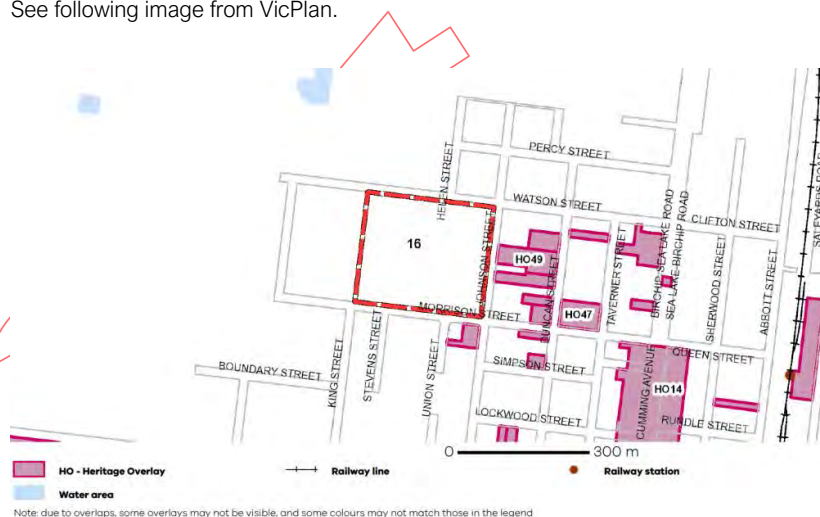 See following image from VicPlan.
PERCY STREET
HELEN STREET
WATSON STREET
CLIFTON STREET
SALEYARDS ROAD
16
JOHNSON STREET
HO49
DUNCAN STREET
TAVERNER STREET
BIRCHIP-SEA LAKE ROAD
SEA LAKE-BIRCHIP ROAD
SHERWOOD STREET
ABBOTT STREET
MORRISON STREET
HO47
QUEEN STREET
KING STREET
STEVENS STREET
UNION STREET
BOUNDARY STREET
SIMPSON STREET
CUMMING AVENUE
HO14
LOCKWOOD STREET
RUNDLE STREET
0 300 m
HO - Heritage Overlay
Railway line
Railway station
Water area
Note: due to overlaps, some overlays may not be visible, and some colours may not match those in the legend